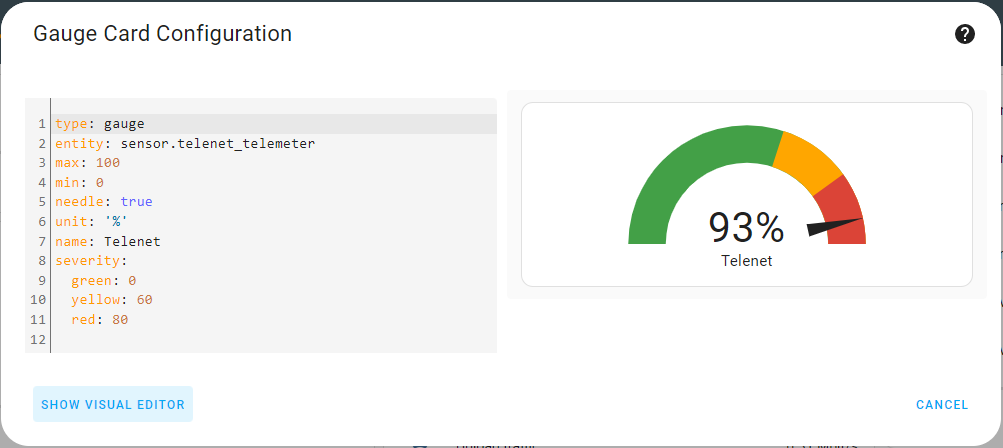 Gauge Card Configuration
?
1 type: gauge
2 entity: sensor.telenet_telemeter
3 max: 100
4 min: 0
5 needle: true
6 unit: '%'
7 name: Telenet
8 severity:
9   green: 0
10   yellow: 60
11   red: 80
12
93%
Telenet
SHOW VISUAL EDITOR
CANCEL